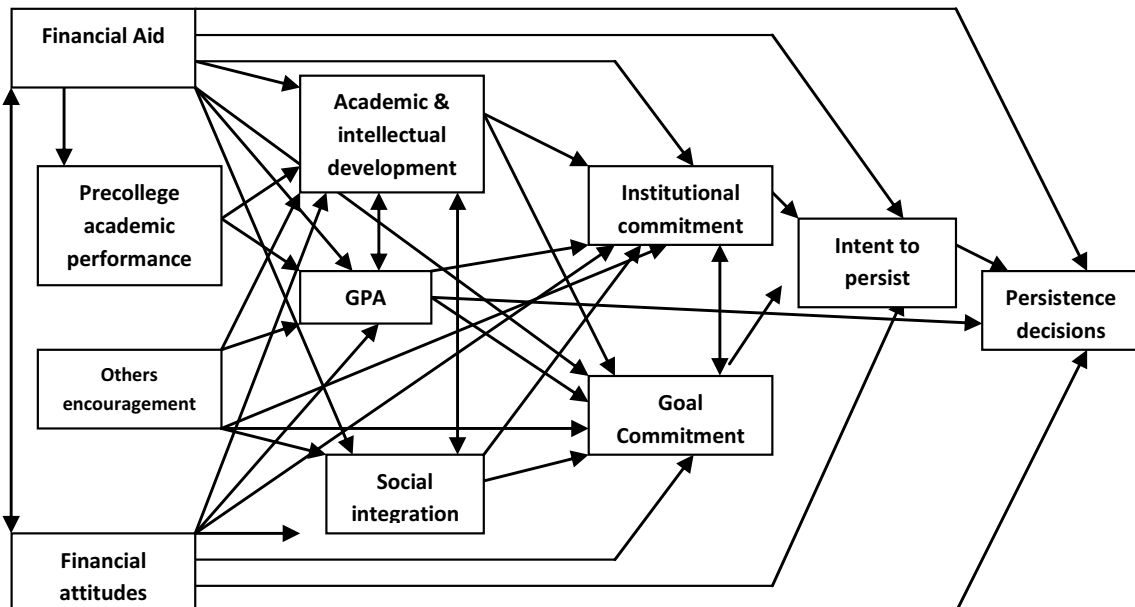 Financial Aid
Academic &
intellectual
development
Precollege
academic
performance
Institutional
commitment
Intent to
persist
GPA
Persistence
decisions
Others
encouragement
Goal
Commitment
Social
integration
Financial
attitudes